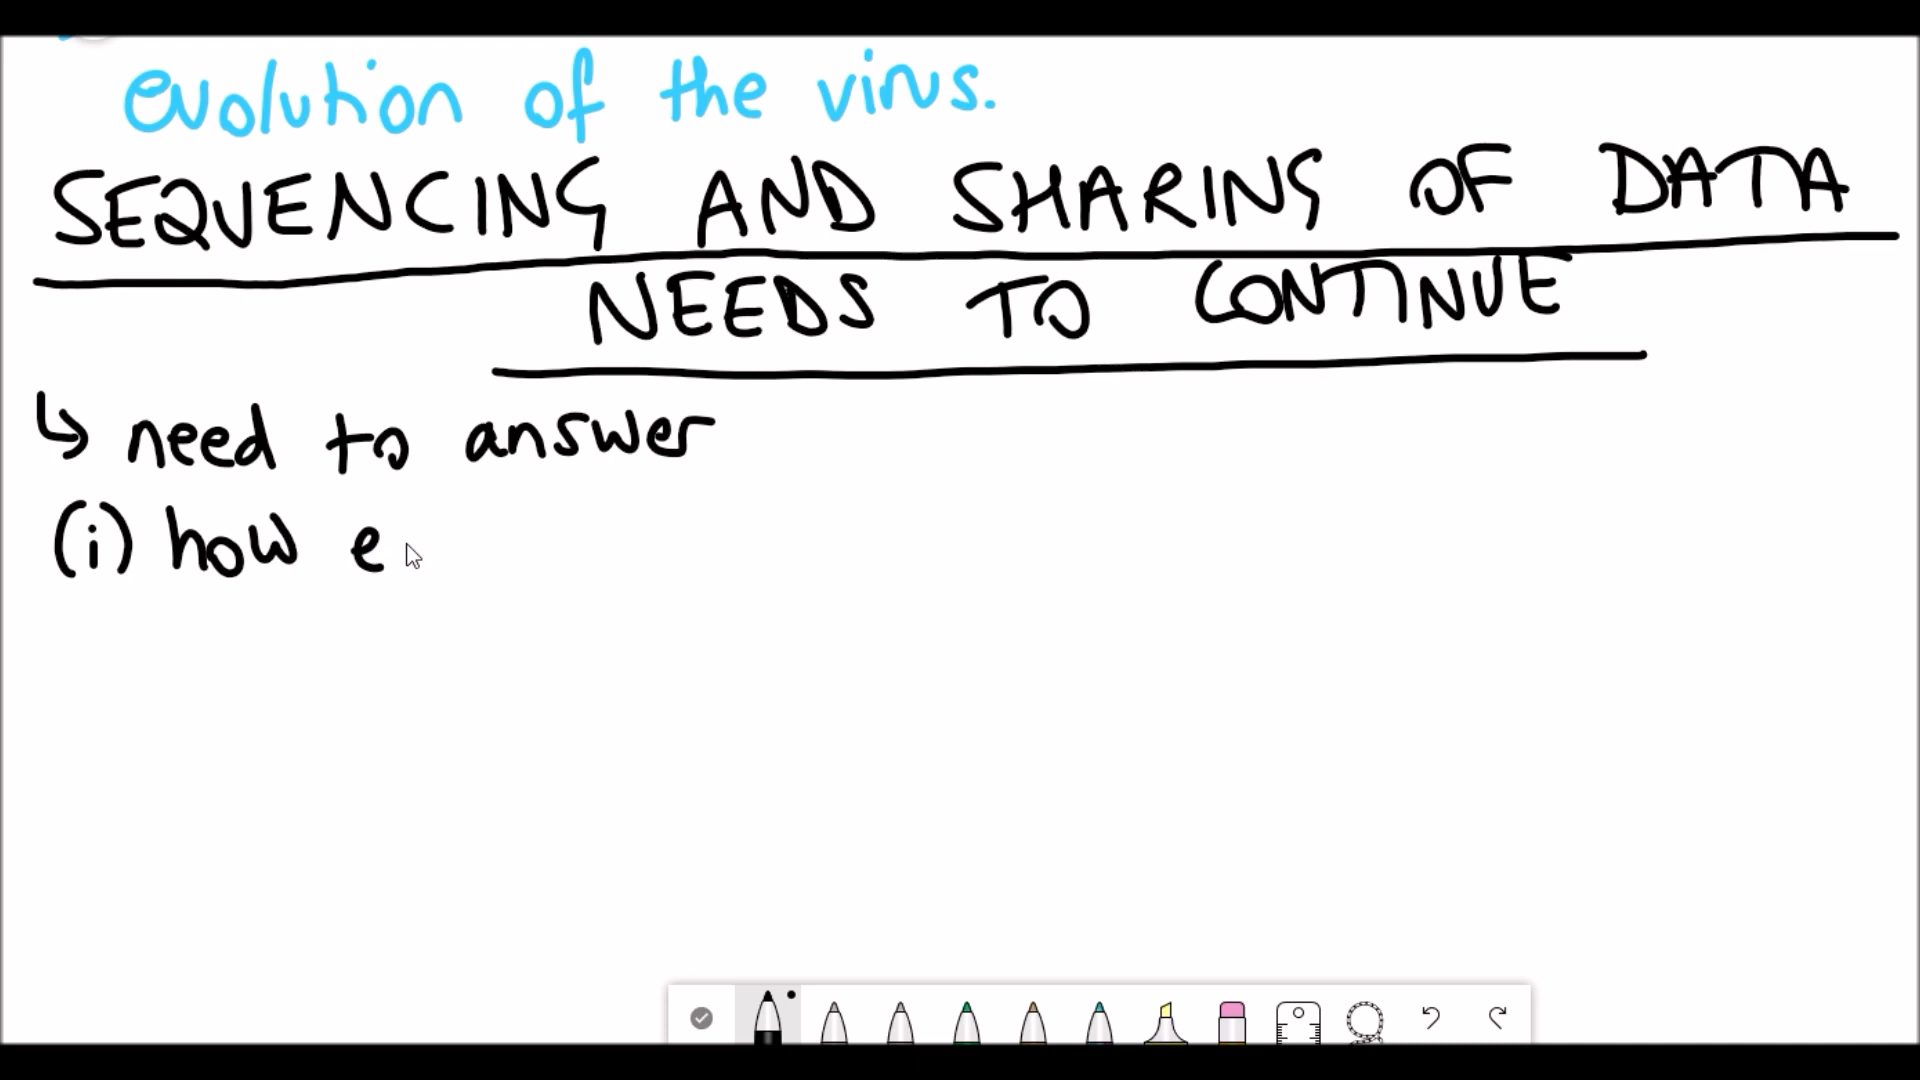 evolution of the virus.
SEQUENCING AND SHARING OF DATA
NEEDS TO CONTINUE
↳ need to answer
(i) how e